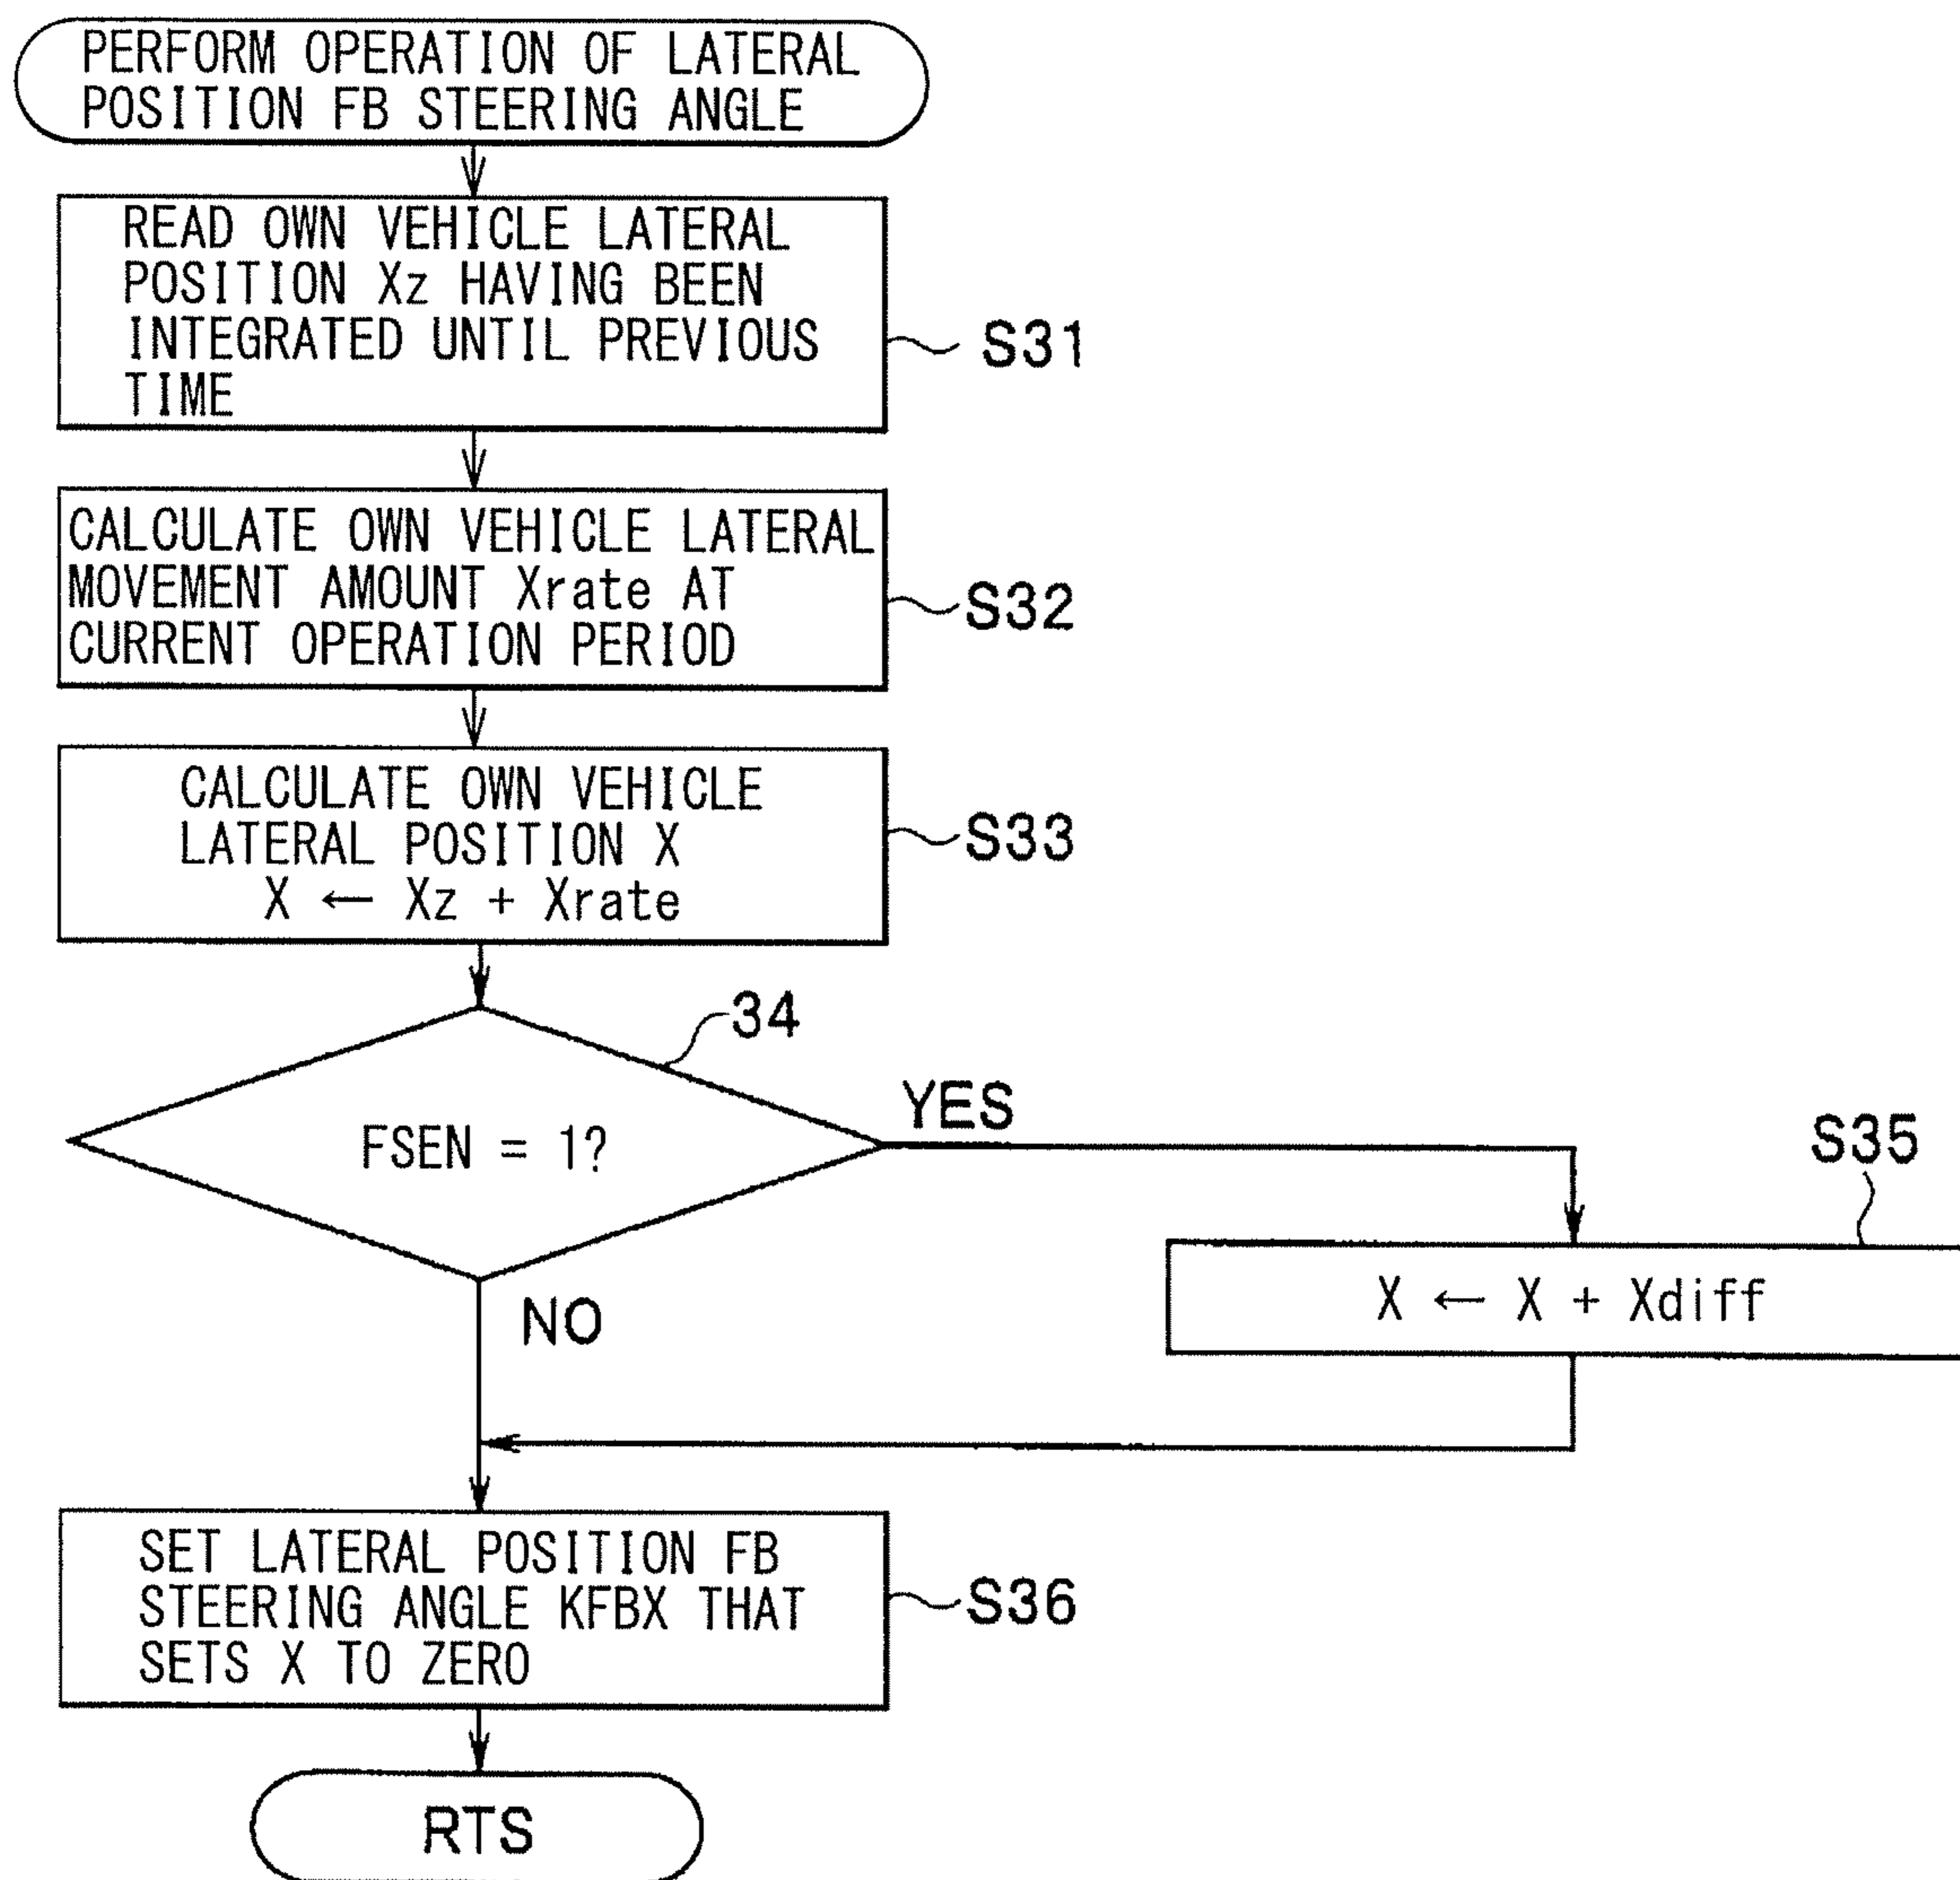 PERFORM OPERATION OF LATERAL
POSITION FB STEERING ANGLE
READ OWN VEHICLE LATERAL
POSITION Xz HAVING BEEN
INTEGRATED UNTIL PREVIOUS
TIME
S31
CALCULATE OWN VEHICLE LATERAL
MOVEMENT AMOUNT Xrate AT
CURRENT OPERATION PERIOD
S32
CALCULATE OWN VEHICLE
LATERAL POSITION X
X ← Xz + Xrate
S33
34
FSEN = 1?
YES
S35
X ← X + Xdiff
NO
SET LATERAL POSITION FB
STEERING ANGLE KFBX THAT
SETS X TO ZERO
S36
RTS